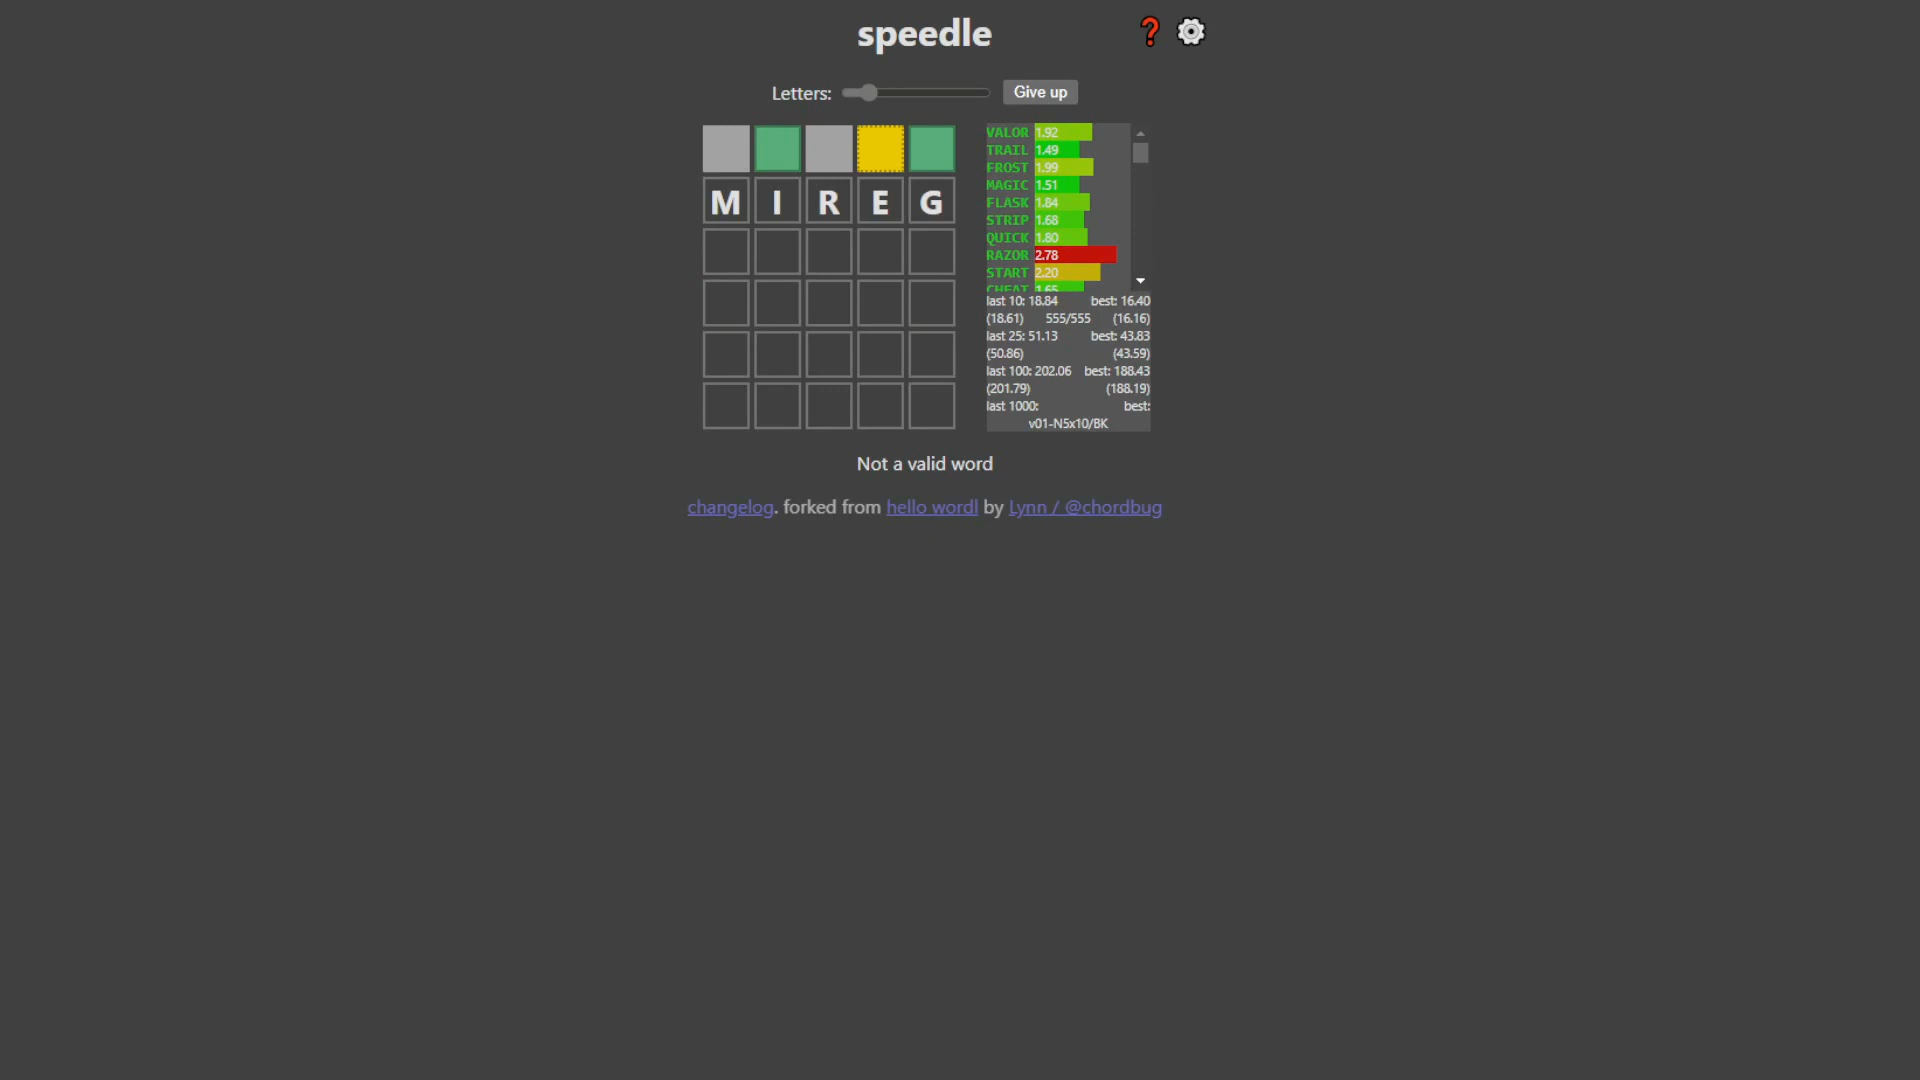 speedle
Letters: Give up
M I R E G
VALOR 1.92
TRAIL 1.49
FROST 1.99
MAGIC 1.51
FLASK 1.84
STRIP 1.68
QUICK 1.80
RAZOR 2.78
START 2.20
CHEAT 1.65
last 10: 18.84 best: 16.40
(18.61) 555/555 (16.16)
last 25: 51.13 best: 43.83
(50.86) (43.59)
last 100: 202.06 best: 188.43
(201.79) (188.19)
last 1000: best:
v01-N5x10/BK
Not a valid word
changelog. forked from hello wordl by Lynn / @chordbug